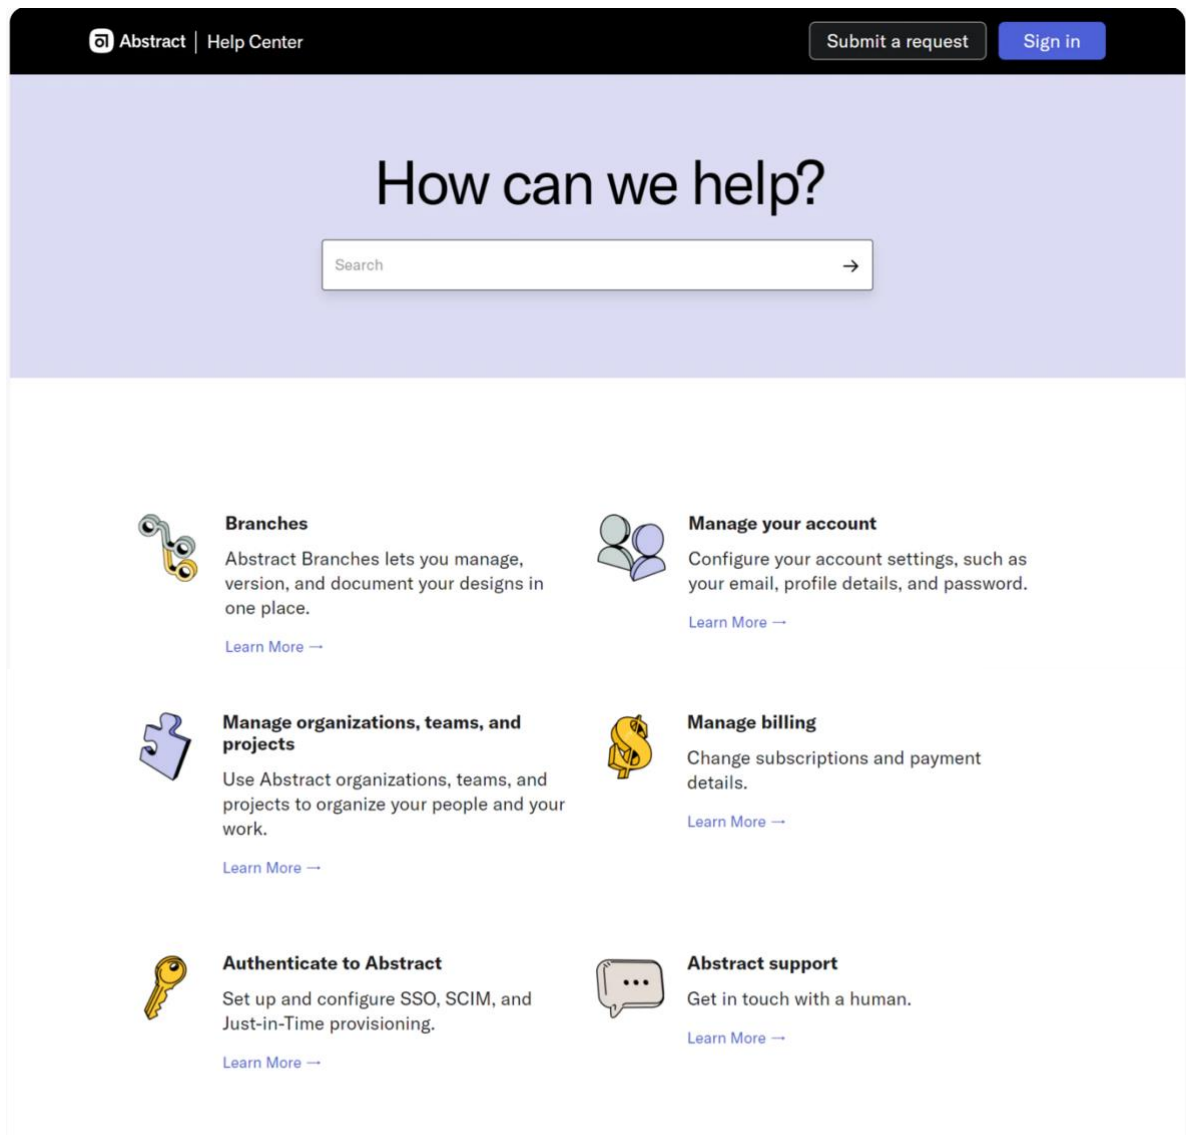 Abstract | Help Center
Submit a request
Sign in
How can we help?
Search →
Branches
Abstract Branches lets you manage,
version, and document your designs in
one place.
Learn More →
Manage your account
Configure your account settings, such as
your email, profile details, and password.
Learn More →
Manage organizations, teams, and
projects
Use Abstract organizations, teams, and
projects to organize your people and your
work.
Learn More →
Manage billing
Change subscriptions and payment
details.
Learn More →
Authenticate to Abstract
Set up and configure SSO, SCIM, and
Just-in-Time provisioning.
Learn More →
Abstract support
Get in touch with a human.
Learn More →